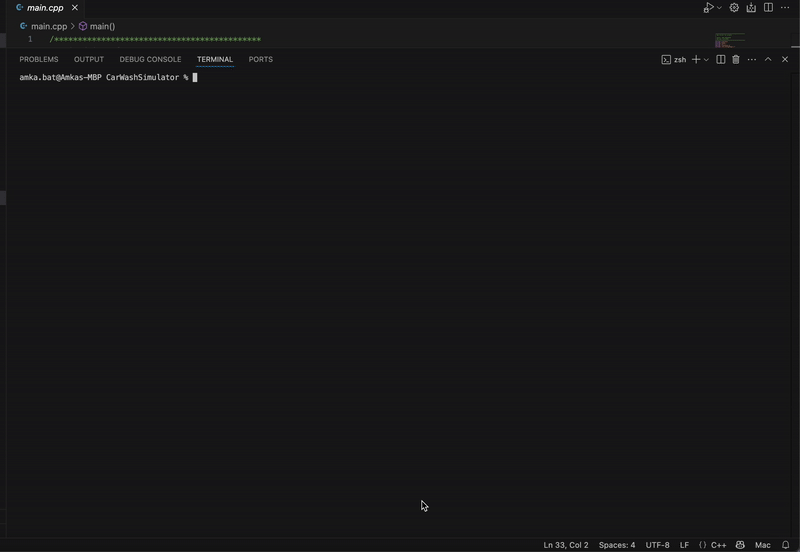 main.cpp
main.cpp > main()
1 /********************************************
PROBLEMS OUTPUT DEBUG CONSOLE TERMINAL PORTS
zsh
amka.bat@Amkas-MBP CarWashSimulator %
Ln 33, Col 2 Spaces: 4 UTF-8 LF {} C++ Mac